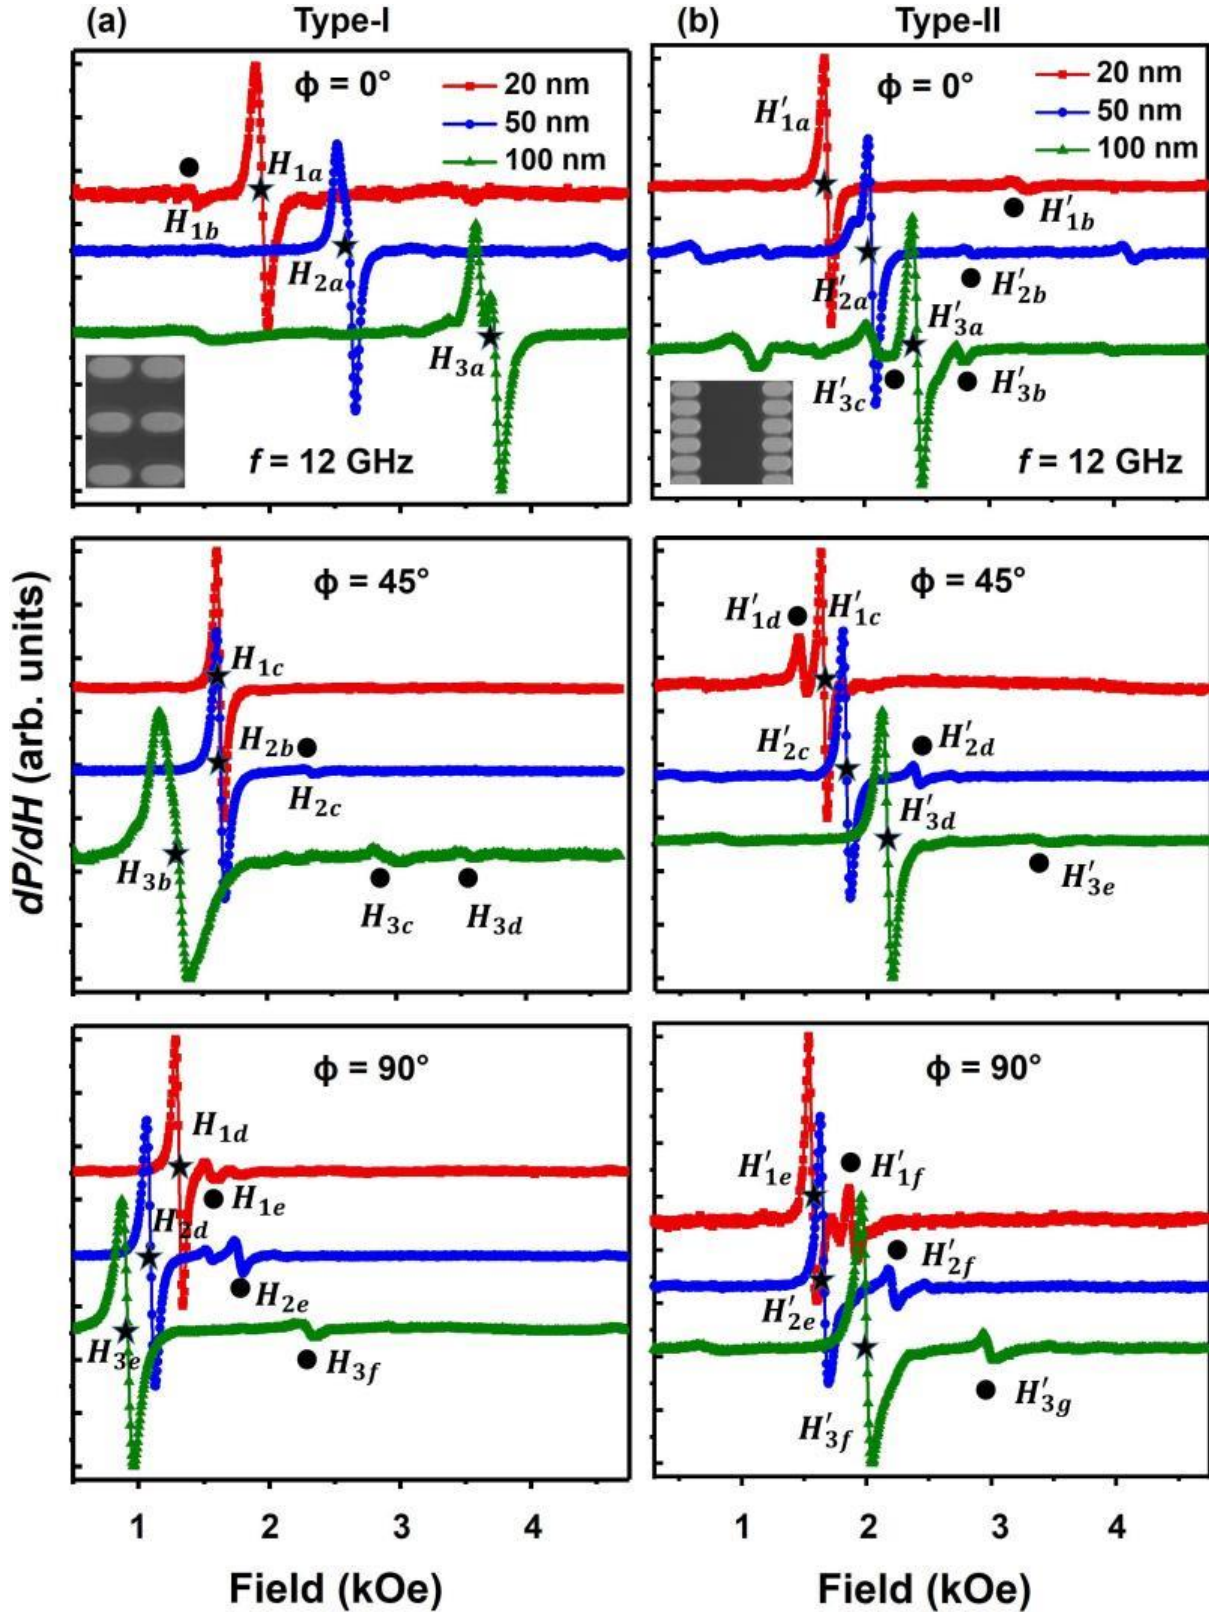 (a) Type-I
ϕ = 0°
20 nm
50 nm
100 nm
H1a
H1b
H2a
H3a
f = 12 GHz
ϕ = 45°
H1c
H2b
H2c
H3b
H3c
H3d
ϕ = 90°
H1d
H1e
H2d
H2e
H3e
H3f
1 2 3 4
Field (kOe)
dP/dH (arb. units)
(b) Type-II
ϕ = 0°
20 nm
50 nm
100 nm
H′1a
H′1b
H′2a
H′2b
H′3a
H′3c
H′3b
f = 12 GHz
ϕ = 45°
H′1d
H′1c
H′2c
H′2d
H′3d
H′3e
ϕ = 90°
H′1e
H′1f
H′2f
H′2e
H′3f
H′3g
1 2 3 4
Field (kOe)